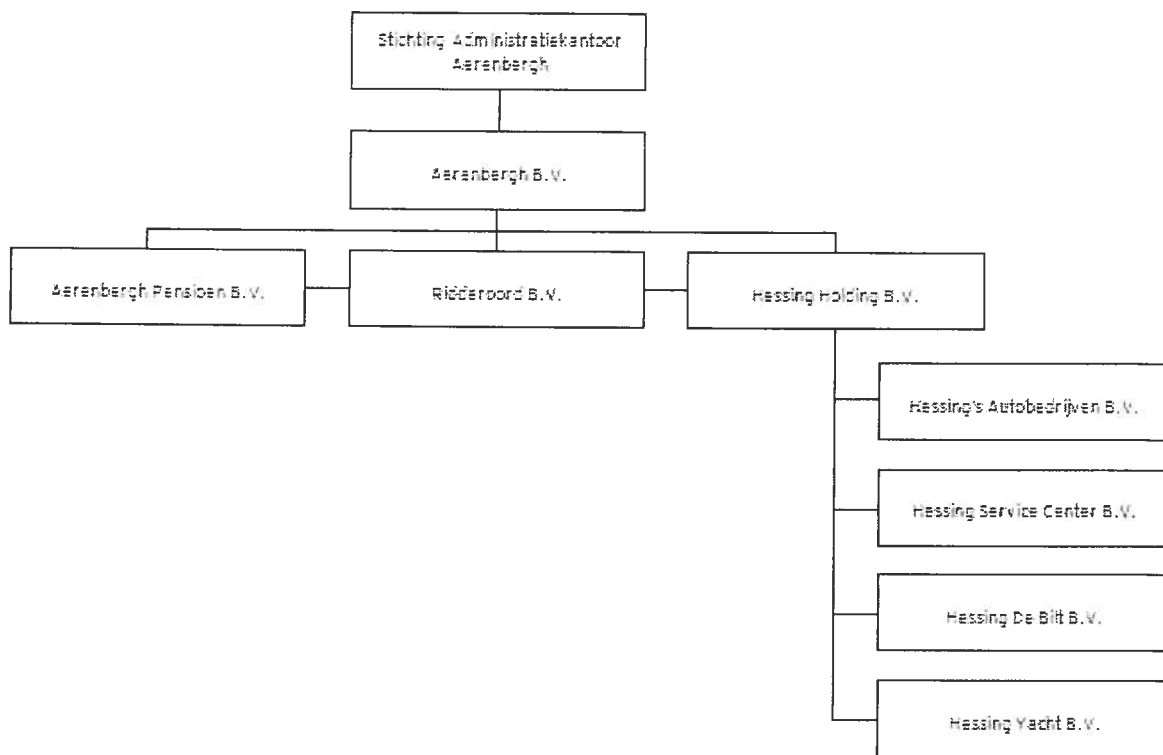 Stichting Administratiekantoor
Aerenbergh
Aerenbergh B.V.
Aerenbergh Pensioen B.V.
Ridderoord B.V.
Hessing Holding B.V.
Hessing's Autobedrijven B.V.
Hessing Service Center B.V.
Hessing De Bilt B.V.
Hessing Yacht B.V.